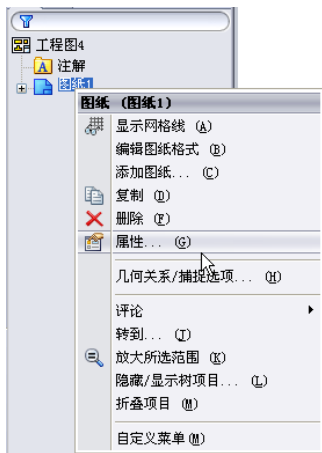 工程图4
注解
图纸1
图纸 (图纸1)
显示网格线 (A)
编辑图纸格式 (B)
添加图纸... (C)
复制 (D)
删除 (F)
属性... (G)
几何关系/捕捉选项... (H)
评论
转到... (J)
放大所选范围 (K)
隐藏/显示树项目... (L)
折叠项目 (M)
自定义菜单(M)